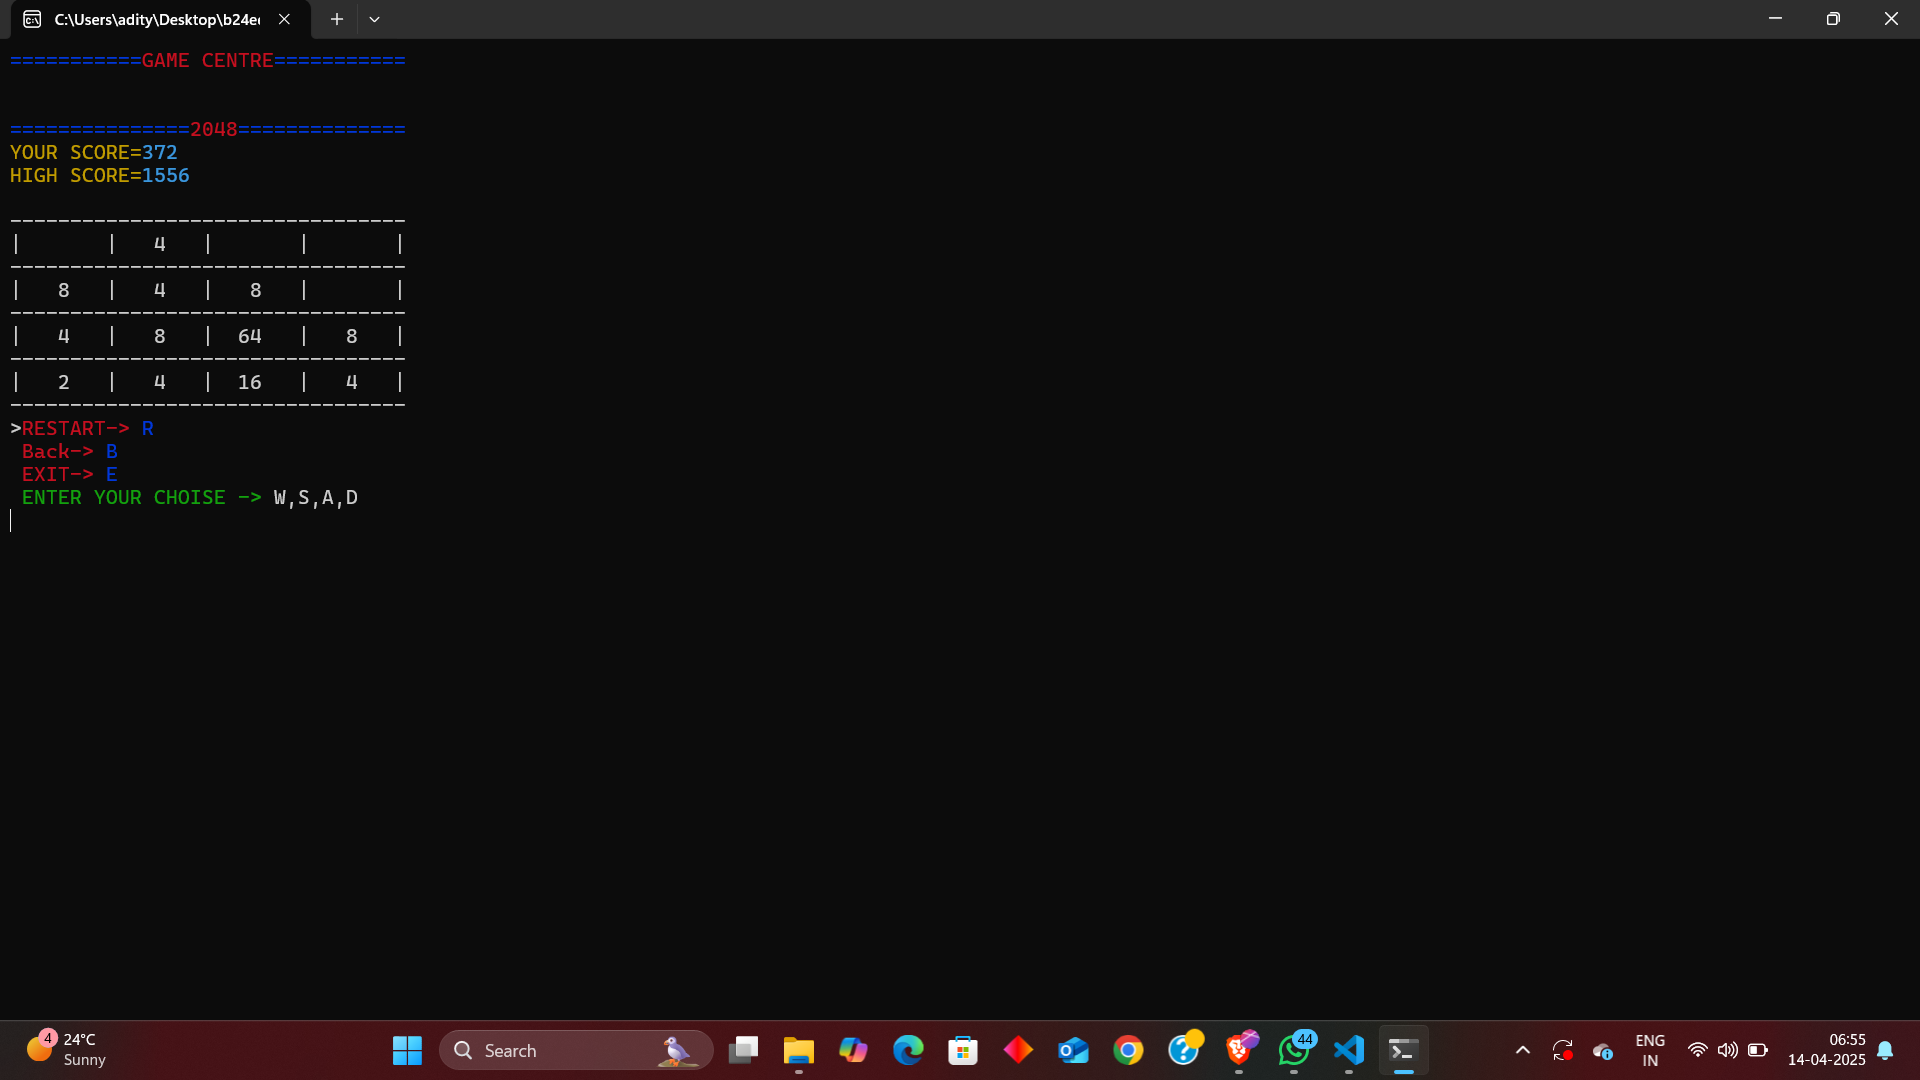 C:\Users\adity\Desktop\b24e
===========GAME CENTRE===========
===============2048==============
YOUR SCORE=372
HIGH SCORE=1556
---------------------------------
|       |   4   |       |       |
---------------------------------
|   8   |   4   |   8   |       |
---------------------------------
|   4   |   8   |  64   |   8   |
---------------------------------
|   2   |   4   |  16   |   4   |
---------------------------------
>RESTART-> R
Back-> B
EXIT-> E
ENTER YOUR CHOISE -> W,S,A,D
4
24°C
Sunny
Search
44
ENG
IN
06:55
14-04-2025